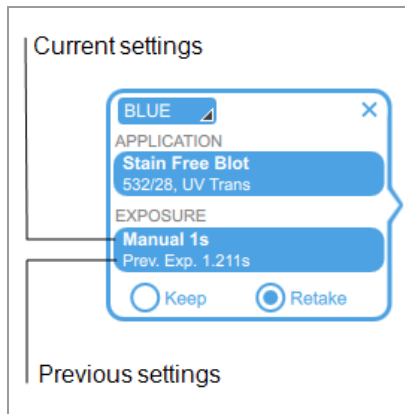 Current settings
BLUE
APPLICATION
Stain Free Blot
532/28, UV Trans
EXPOSURE
Manual 1s
Prev. Exp. 1.211s
Keep Retake
Previous settings